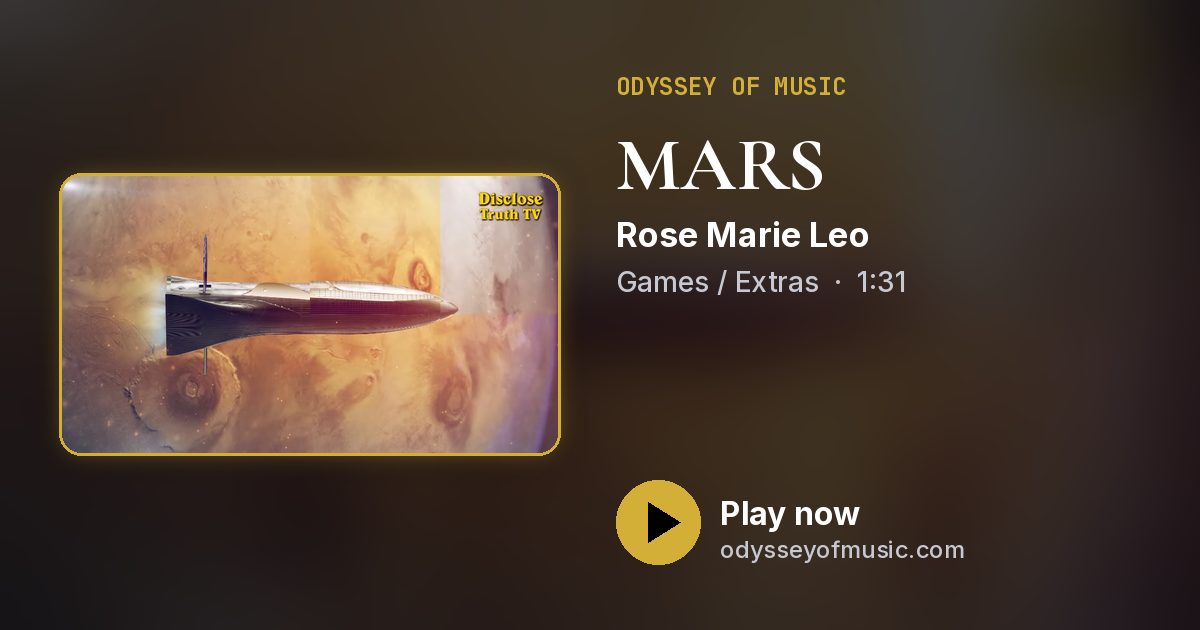 ODYSSEY OF MUSIC
MARS
Rose Marie Leo
Games / Extras · 1:31
Disclose
Truth TV
Play now
odysseyofmusic.com